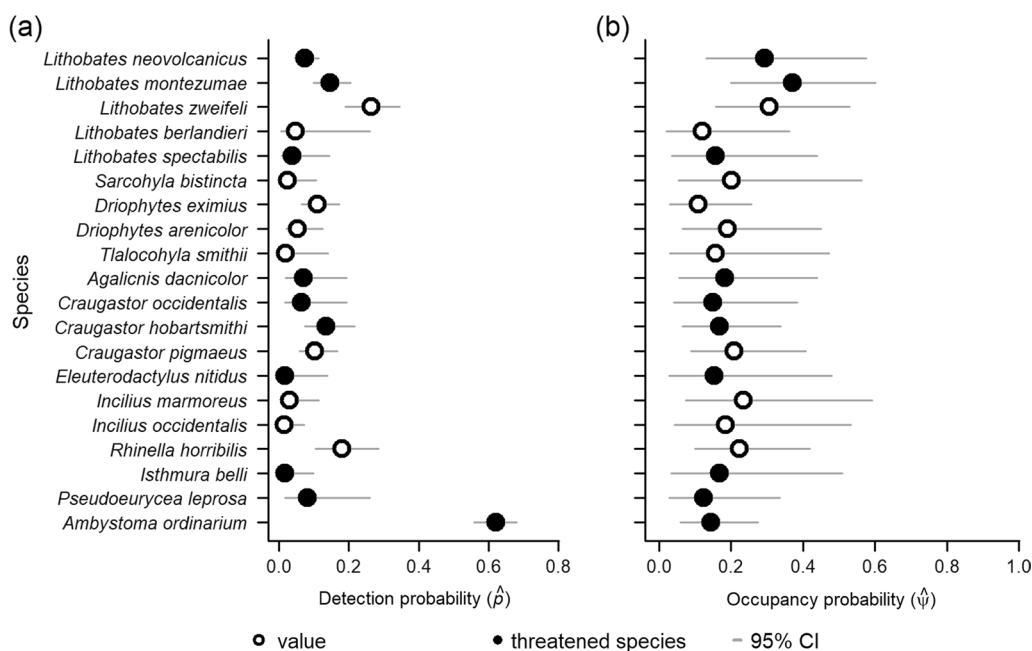 (a)
(b)
Species
Lithobates neovolcanicus
Lithobates montezumae
Lithobates zweifeli
Lithobates berlandieri
Lithobates spectabilis
Sarcohyla bistincta
Driophytes eximius
Driophytes arenicolor
Tlalocohyla smithii
Agalicnis dacnicolor
Craugastor occidentalis
Craugastor hobartsmithi
Craugastor pigmaeus
Eleuterodactylus nitidus
Incilius marmoreus
Incilius occidentalis
Rhinella horribilis
Isthmura belli
Pseudoeurycea leprosa
Ambystoma ordinarium
0.0 0.2 0.4 0.6 0.8
0.0 0.2 0.4 0.6 0.8 1.0
Detection probability (p̂)
Occupancy probability (ψ̂)
value
threatened species
95% CI